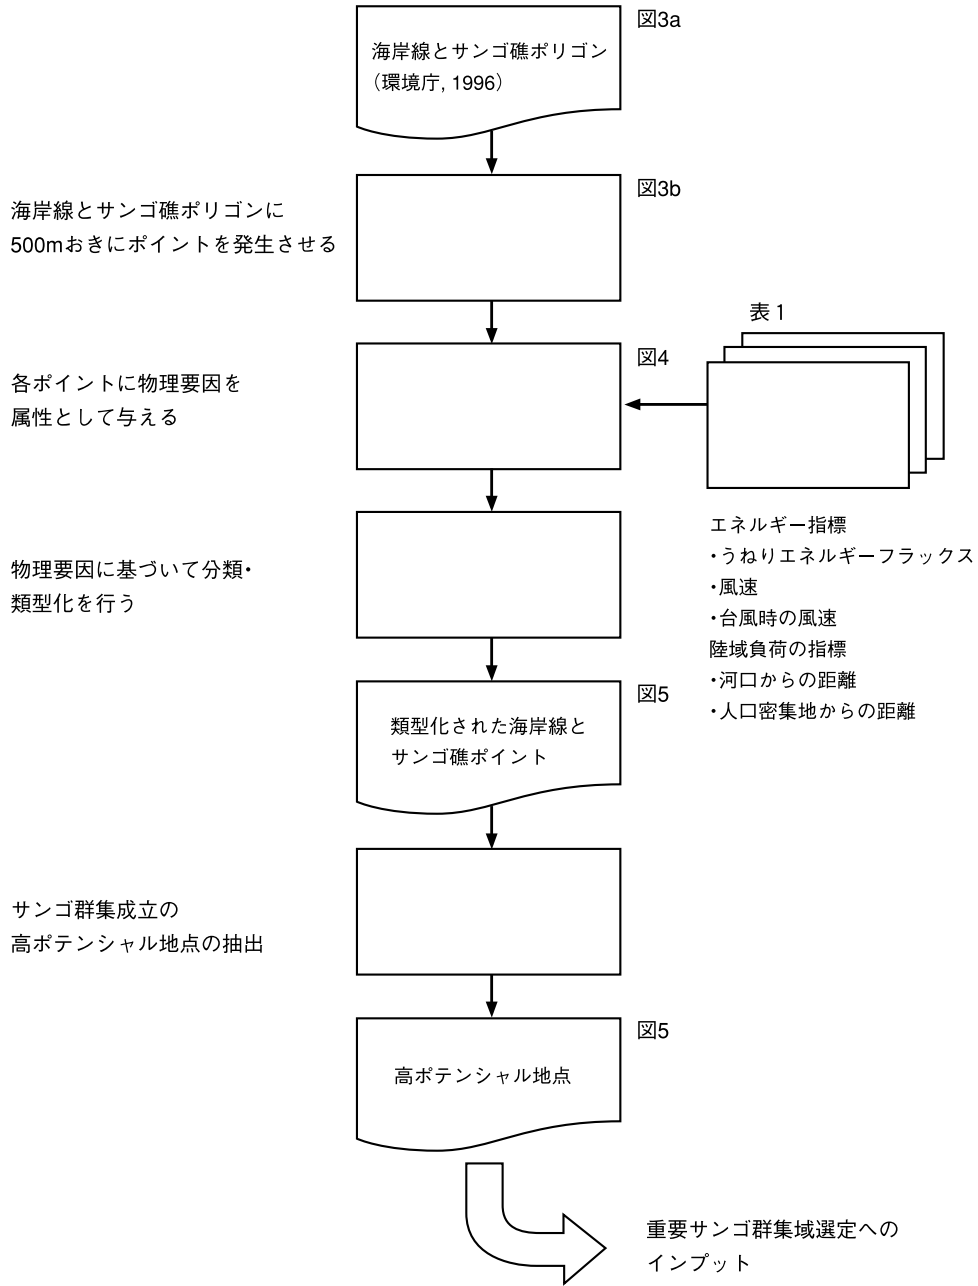 図3a
海岸線とサンゴ礁ポリゴン
（環境庁, 1996）
図3b
海岸線とサンゴ礁ポリゴンに
500mおきにポイントを発生させる
表 1
図4
各ポイントに物理要因を
属性として与える
エネルギー指標
・うねりエネルギーフラックス
・風速
・台風時の風速
陸域負荷の指標
・河口からの距離
・人口密集地からの距離
物理要因に基づいて分類・
類型化を行う
図5
類型化された海岸線と
サンゴ礁ポイント
サンゴ群集成立の
高ポテンシャル地点の抽出
図5
高ポテンシャル地点
重要サンゴ群集域選定への
インプット